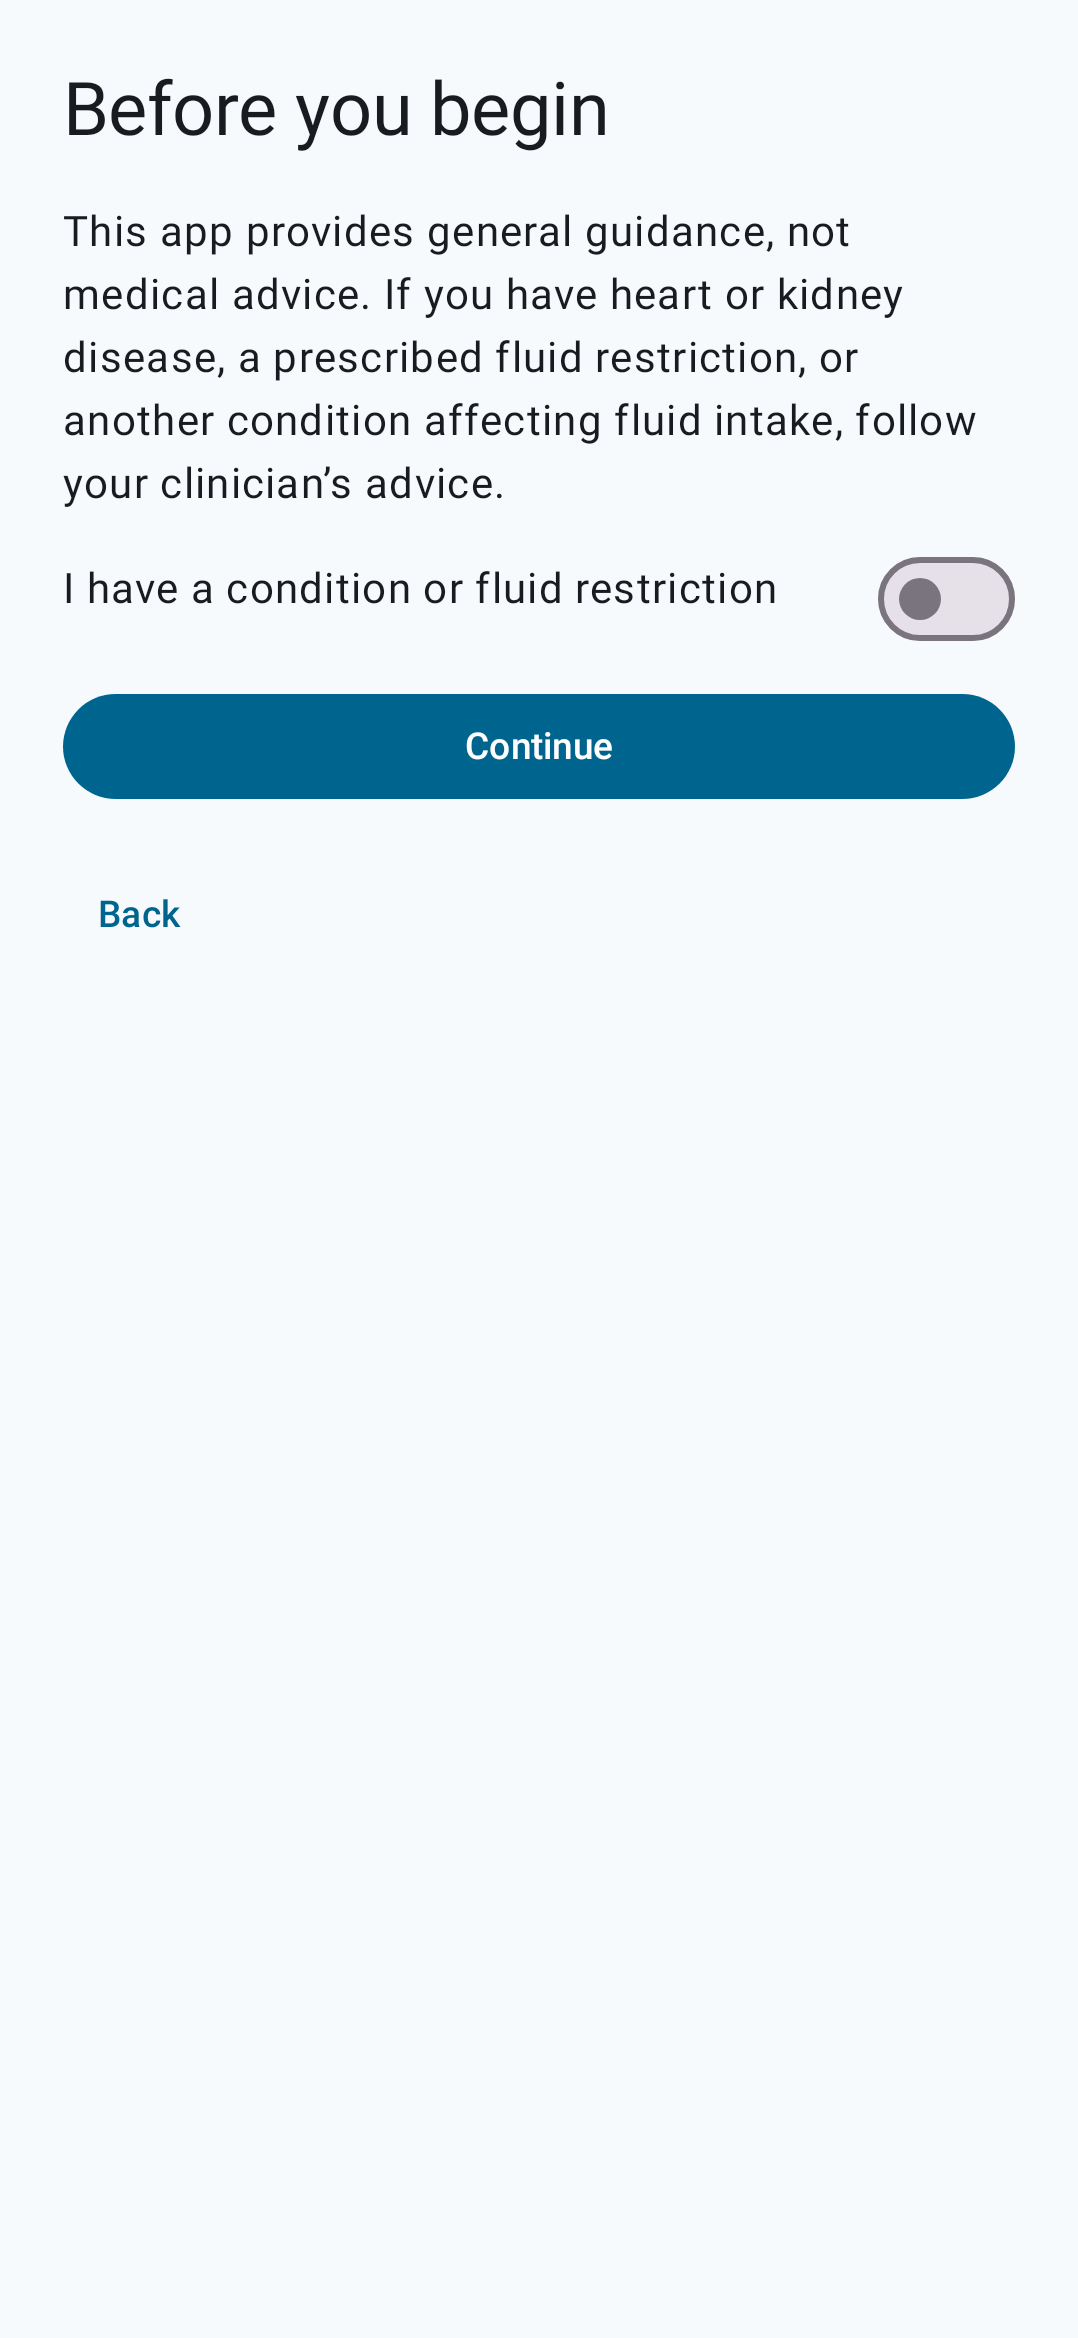 Before you begin
This app provides general guidance, not
medical advice. If you have heart or kidney
disease, a prescribed fluid restriction, or
another condition affecting fluid intake, follow
your clinician’s advice.
I have a condition or fluid restriction
Continue
Back